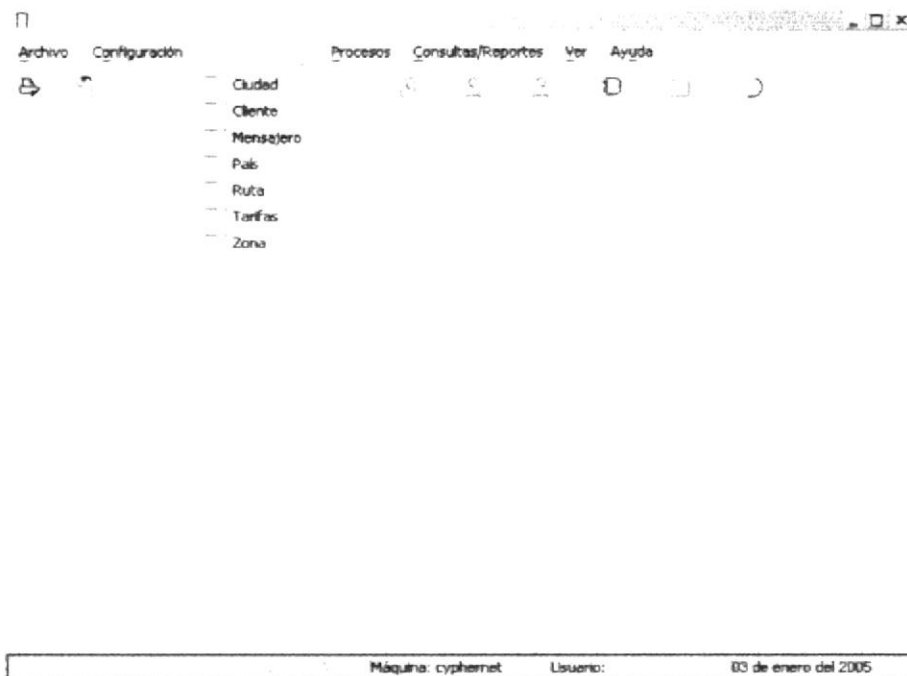 Archivo Configuración Procesos Consultas/Reportes Ver Ayuda
Ciudad
Cliente
Mensajero
País
Ruta
Tarifas
Zona
Máquina: cyphernet Usuario: 03 de enero del 2005